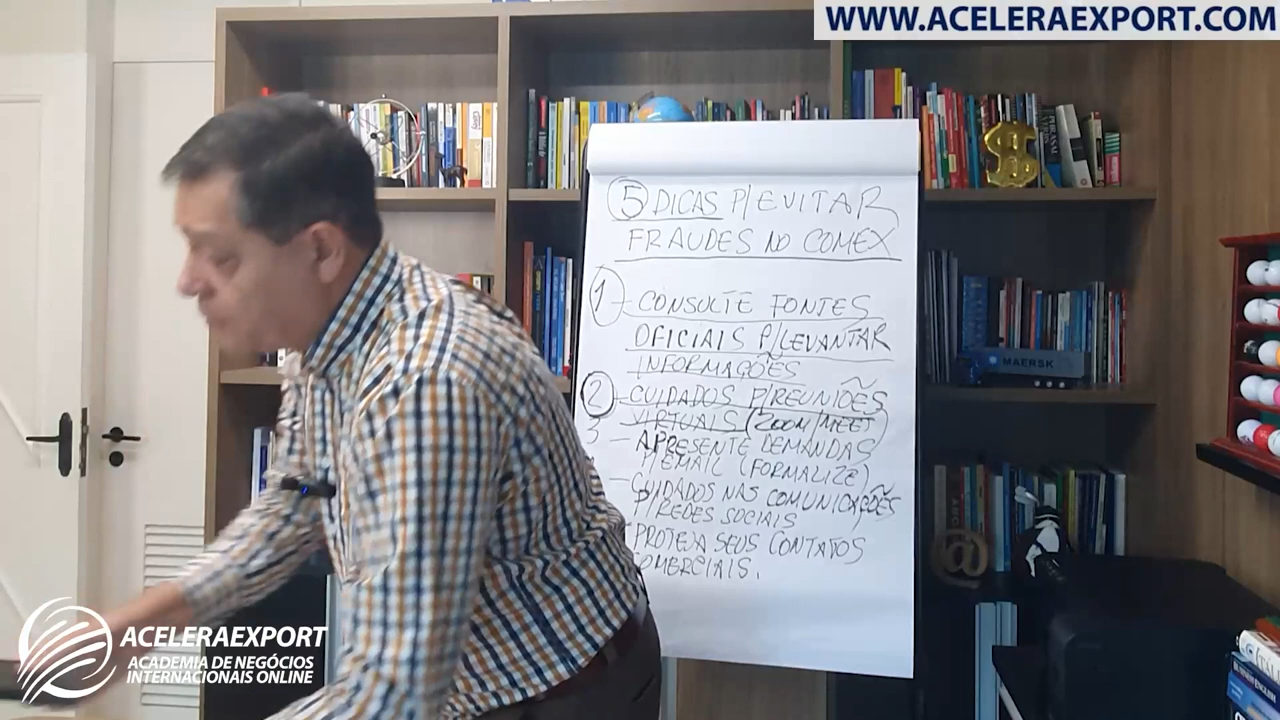 WWW.ACELERAEXPORT.COM
5 DICAS P/EVITAR
FRAUDES NO COMEX
1 - CONSULTE FONTES
OFICIAIS P/LEVANTAR
INFORMAÇÕES
2 - CUIDADOS P/REUNIÕES
VIRTUAIS (ZOOM/MEET)
3 - APRESENTE DEMANDAS
P/EMAIL (FORMALIZE)
- CUIDADOS NAS COMUNICAÇÕES
P/REDES SOCIAIS
PROTEJA SEUS CONTATOS
COMERCIAIS.
MAERSK
@
$
ACELERAEXPORT
ACADEMIA DE NEGÓCIOS
INTERNACIONAIS ONLINE